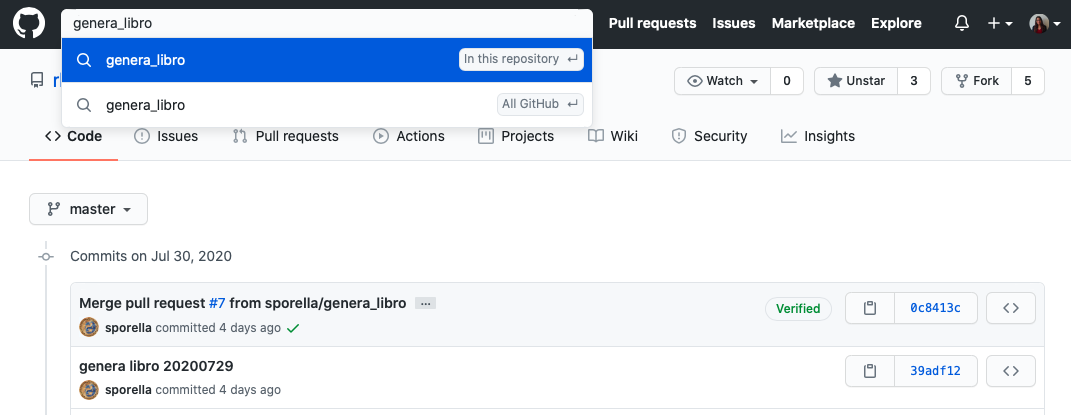 genera_libro
Pull requests Issues Marketplace Explore
genera_libro In this repository
Watch 0 Unstar 3 Fork 5
genera_libro All GitHub
Code Issues Pull requests Actions Projects Wiki Security Insights
master
Commits on Jul 30, 2020
Merge pull request #7 from sporella/genera_libro ...
Verified 0c8413c
sporella committed 4 days ago
genera libro 20200729
39adf12
sporella committed 4 days ago